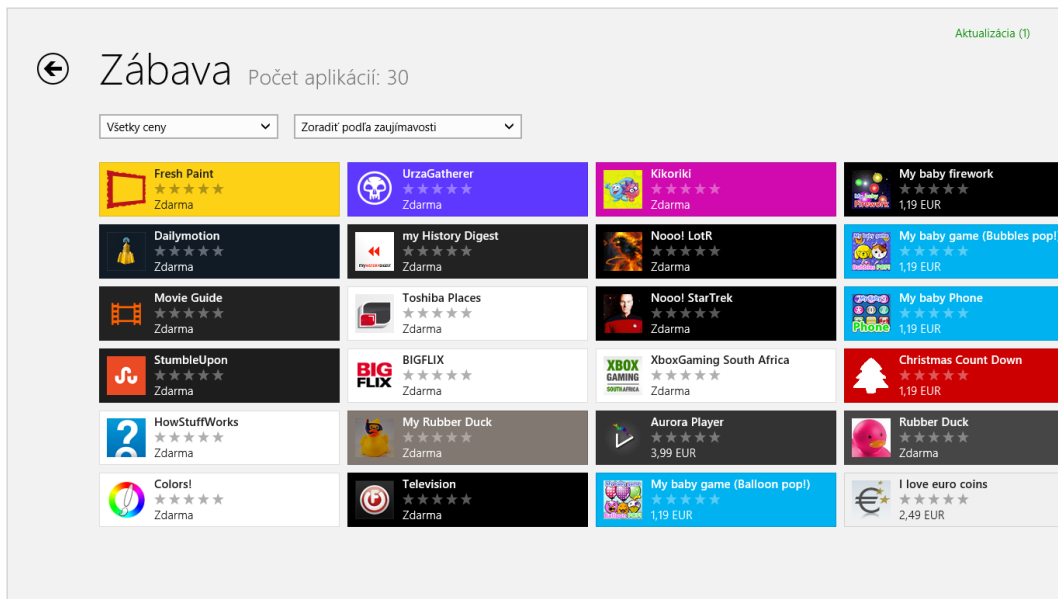 Aktualizácia (1)
Zábava Počet aplikácií: 30
Všetky ceny
Zoradiť podľa zaujímavosti
Fresh Paint
Zdarma
Dailymotion
Zdarma
Movie Guide
Zdarma
StumbleUpon
Zdarma
HowStuffWorks
Zdarma
Colors!
Zdarma
UrzaGatherer
Zdarma
my History Digest
Zdarma
Toshiba Places
Zdarma
BIG
FLIX
BIGFLIX
Zdarma
My Rubber Duck
Zdarma
Television
Zdarma
Kikoriki
Zdarma
Nooo! LotR
Zdarma
Nooo! StarTrek
Zdarma
XBOX
GAMING
SOUTH AFRICA
XboxGaming South Africa
Zdarma
Aurora Player
3,99 EUR
My baby game (Balloon pop!)
1,19 EUR
My baby
Firework
My baby firework
1,19 EUR
My baby game (Bubbles pop!)
1,19 EUR
Phone
My baby Phone
1,19 EUR
Christmas Count Down
1,19 EUR
Rubber Duck
Zdarma
I love euro coins
2,49 EUR